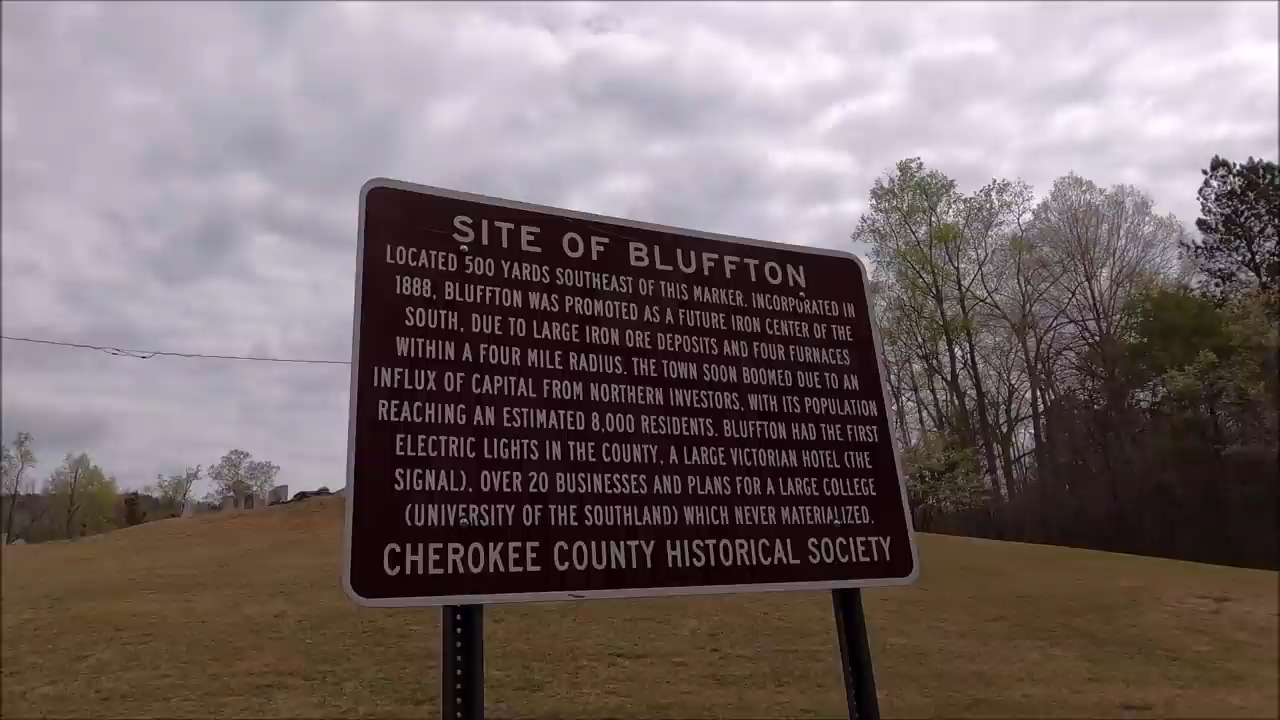 SITE OF BLUFFTON
LOCATED 500 YARDS SOUTHEAST OF THIS MARKER. INCORPORATED IN
1888, BLUFFTON WAS PROMOTED AS A FUTURE IRON CENTER OF THE
SOUTH, DUE TO LARGE IRON ORE DEPOSITS AND FOUR FURNACES
WITHIN A FOUR MILE RADIUS. THE TOWN SOON BOOMED DUE TO AN
INFLUX OF CAPITAL FROM NORTHERN INVESTORS, WITH ITS POPULATION
REACHING AN ESTIMATED 8,000 RESIDENTS. BLUFFTON HAD THE FIRST
ELECTRIC LIGHTS IN THE COUNTY, A LARGE VICTORIAN HOTEL (THE
SIGNAL), OVER 20 BUSINESSES AND PLANS FOR A LARGE COLLEGE
(UNIVERSITY OF THE SOUTHLAND) WHICH NEVER MATERIALIZED.
CHEROKEE COUNTY HISTORICAL SOCIETY